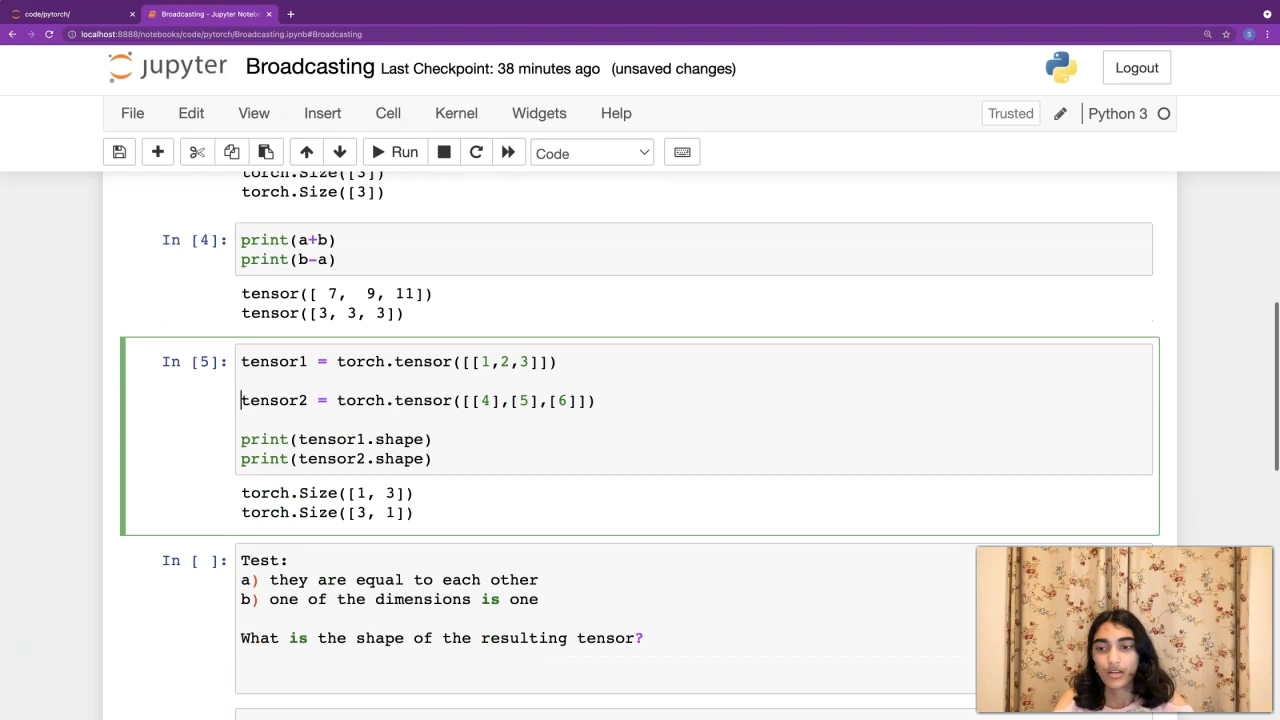 code/pytorch/
Broadcasting - Jupyter Notebo
localhost:8888/notebooks/code/pytorch/Broadcasting.ipynb#Broadcasting
S
jupyter Broadcasting Last Checkpoint: 38 minutes ago (unsaved changes)
Logout
File Edit View Insert Cell Kernel Widgets Help
Trusted
Python 3
Run
Code
torch.Size([3])
torch.Size([3])
In [4]: print(a+b)
print(b-a)
tensor([ 7,  9, 11])
tensor([3, 3, 3])
In [5]: tensor1 = torch.tensor([[1,2,3]])
tensor2 = torch.tensor([[4],[5],[6]])
print(tensor1.shape)
print(tensor2.shape)
torch.Size([1, 3])
torch.Size([3, 1])
In [ ]: Test:
a) they are equal to each other
b) one of the dimensions is one
What is the shape of the resulting tensor?